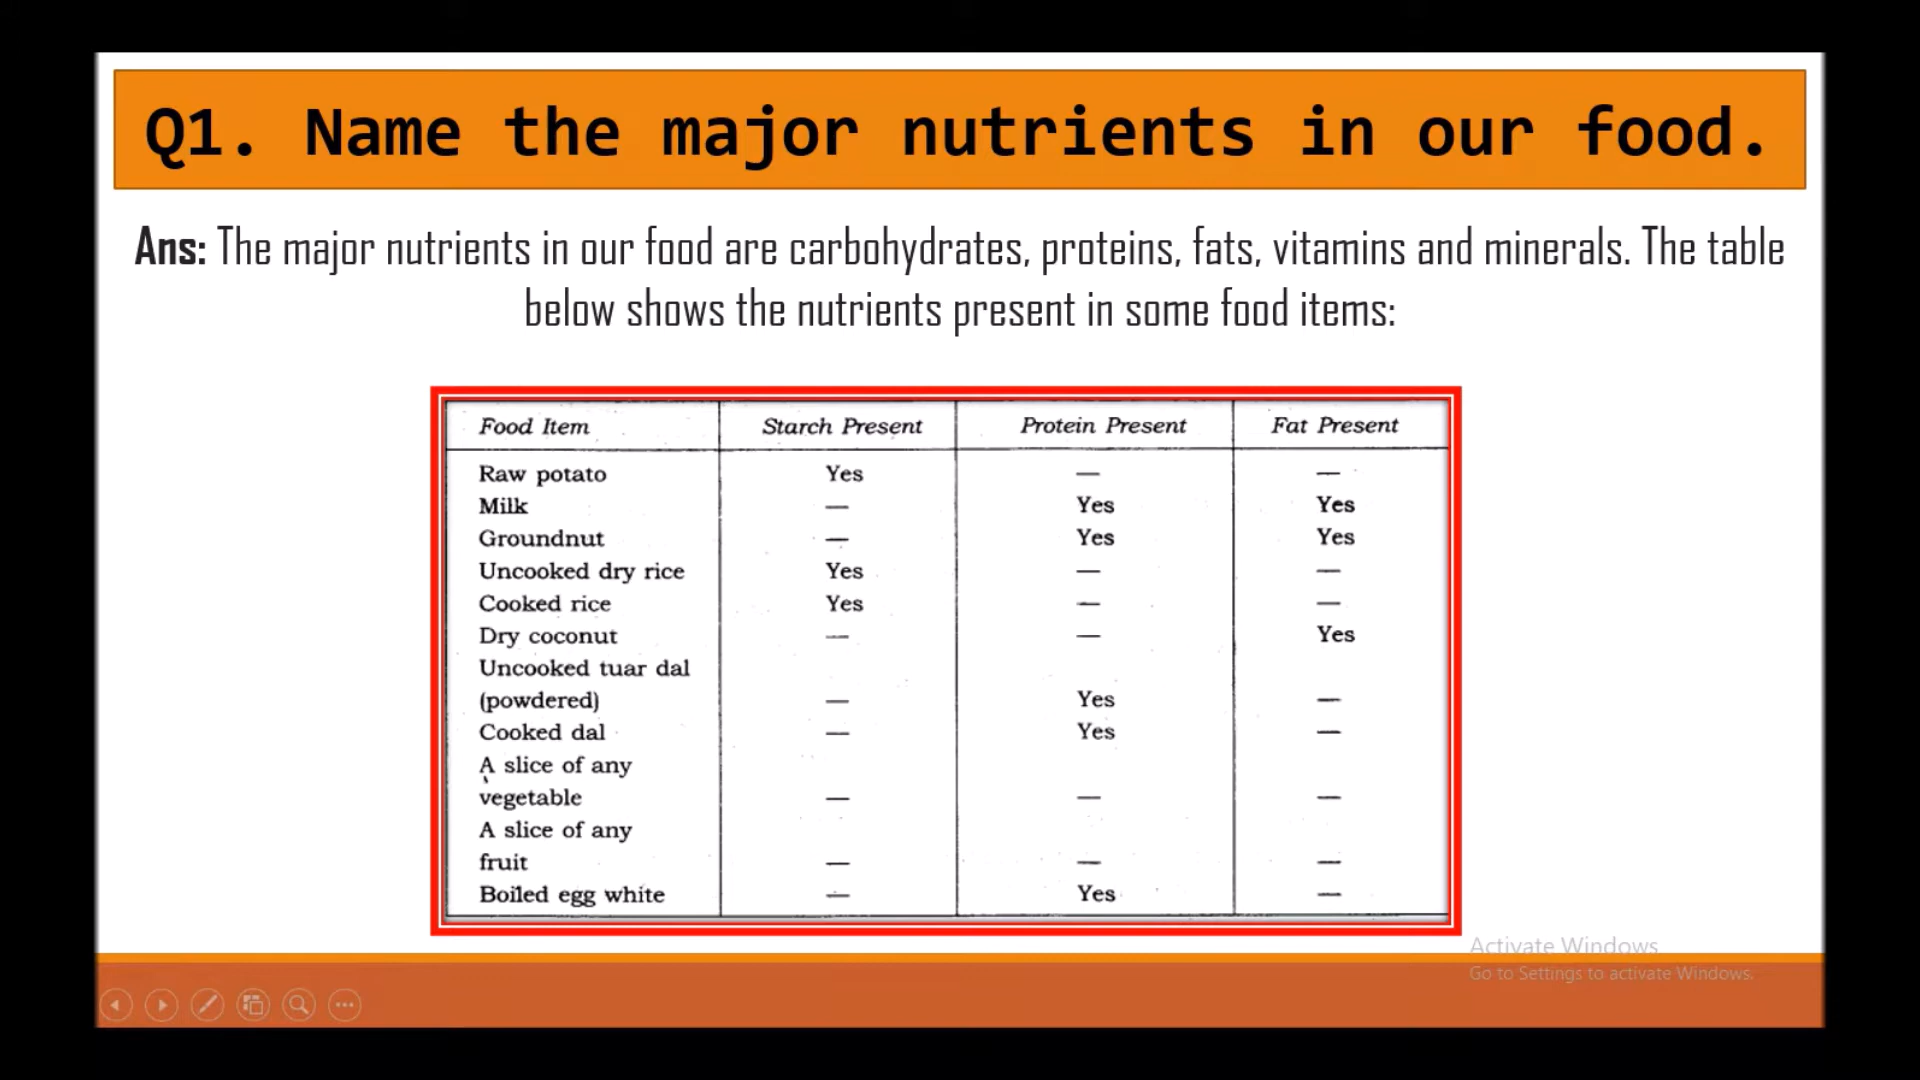 Q1. Name the major nutrients in our food.
Ans: The major nutrients in our food are carbohydrates, proteins, fats, vitamins and minerals. The table
below shows the nutrients present in some food items:
Food Item Starch Present Protein Present Fat Present
Raw potato Yes — —
Milk — Yes Yes
Groundnut — Yes Yes
Uncooked dry rice Yes — —
Cooked rice Yes — —
Dry coconut — — Yes
Uncooked tuar dal
(powdered) — Yes —
Cooked dal — Yes —
A slice of any
vegetable — — —
A slice of any
fruit — — —
Boiled egg white — Yes —
Activate Windows
Go to Settings to activate Windows.